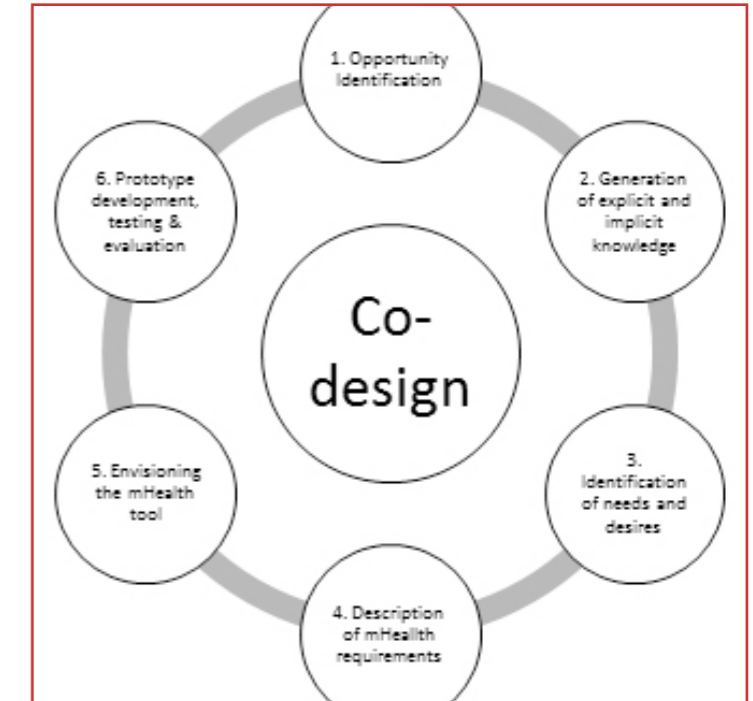 1. Opportunity
Identification
2. Generation
of explicit and
implicit
knowledge
3.
Identification
of needs and
desires
4. Description
of mHeallth
requirements
5. Envisioning
the mHealth
tool
6. Prototype
development,
testing &
evaluation
Co-
design